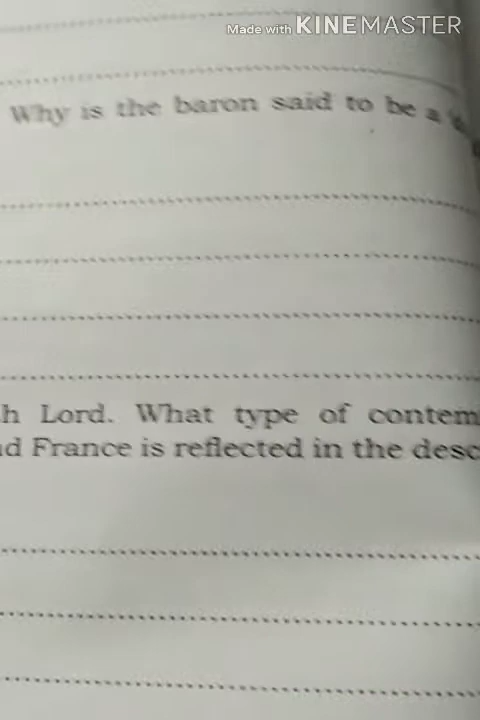 Made with KINEMASTER
Why is the baron said to be a
h Lord. What type of contem
d France is reflected in the desc